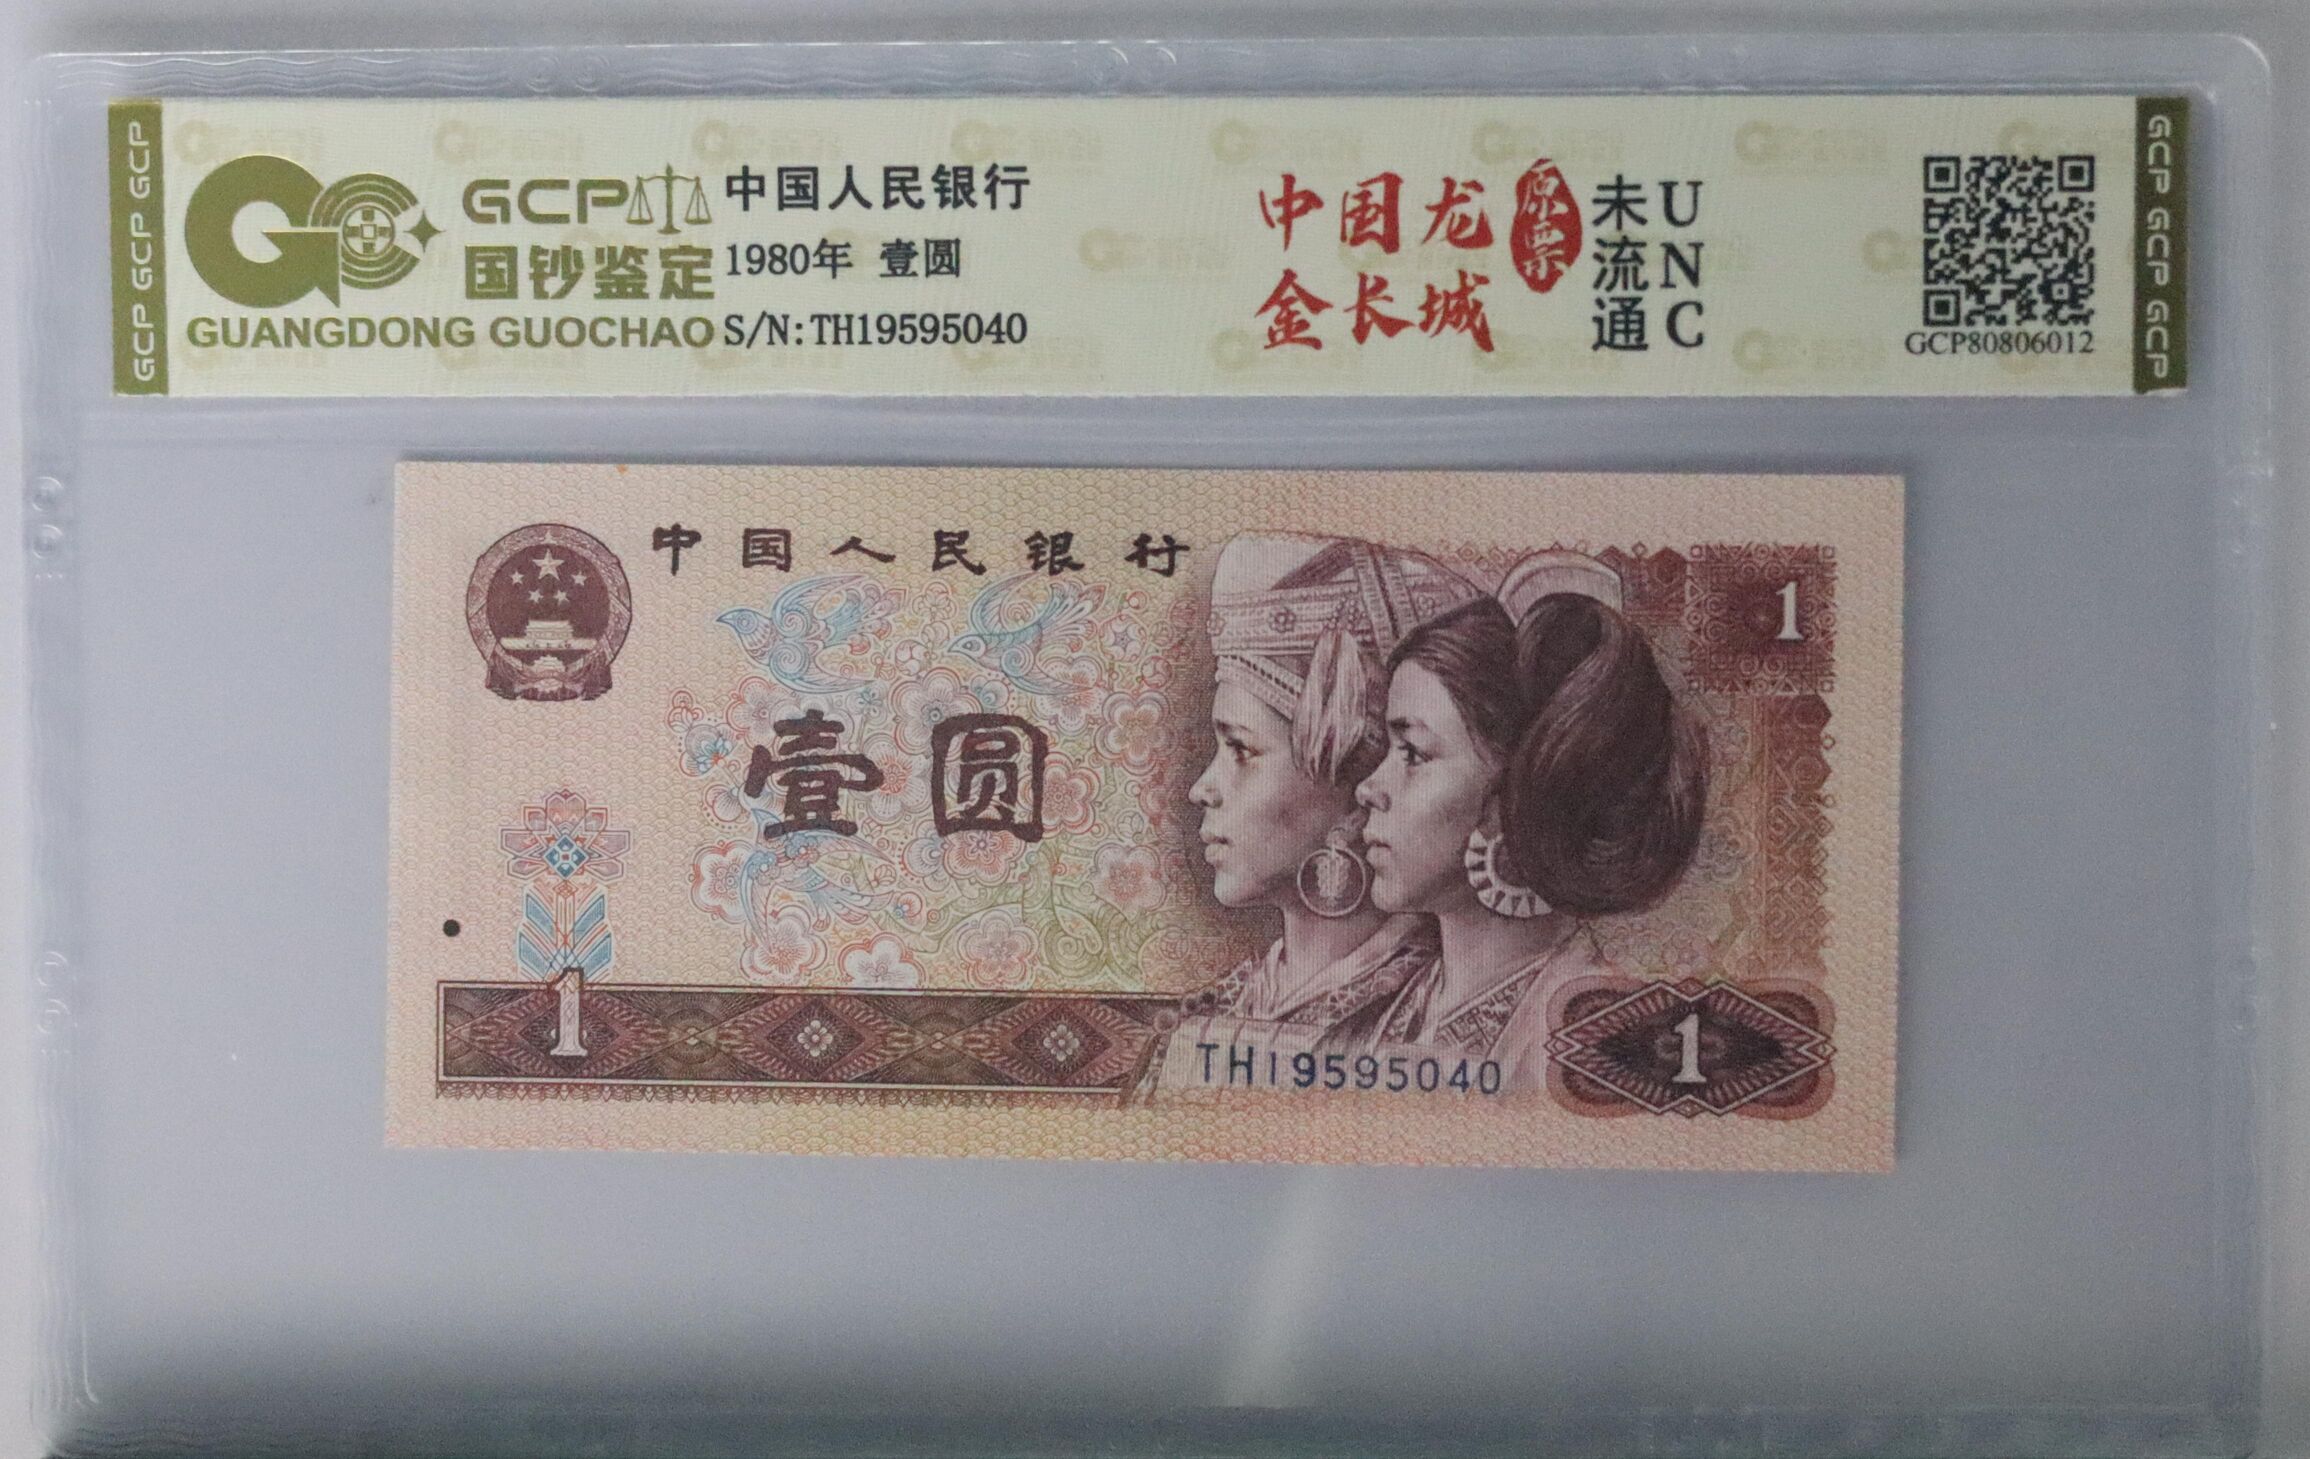 GCP GCP GCP
GCP
国钞鉴定
GUANGDONG GUOCHAO
中国人民银行
1980年 壹圆
S/N:TH19595040
中国龙
金长城
原票
未流通
UNC
GCP80806012
GCP GCP GCP
中国人民银行
1
壹圆
1
TH19595040
1